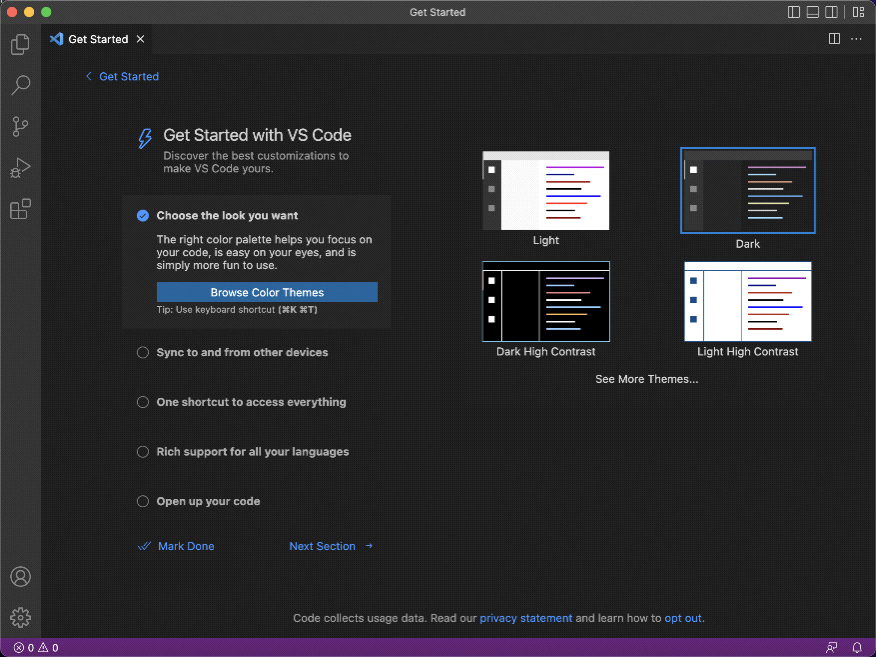 Get Started
Get Started
Get Started
Get Started with VS Code
Discover the best customizations to
make VS Code yours.
Choose the look you want
The right color palette helps you focus on
your code, is easy on your eyes, and is
simply more fun to use.
Browse Color Themes
Tip: Use keyboard shortcut (⌘K ⌘T)
Sync to and from other devices
One shortcut to access everything
Rich support for all your languages
Open up your code
Mark Done
Next Section →
Light
Dark
Dark High Contrast
Light High Contrast
See More Themes...
Code collects usage data. Read our privacy statement and learn how to opt out.
0 0